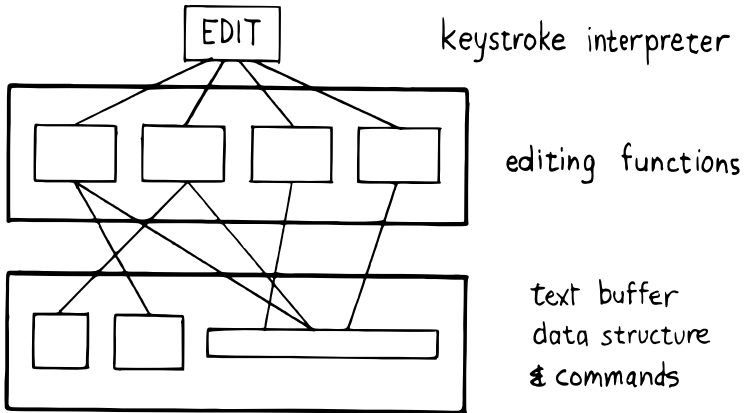 EDIT
keystroke interpreter
editing functions
text buffer
data structure
& commands